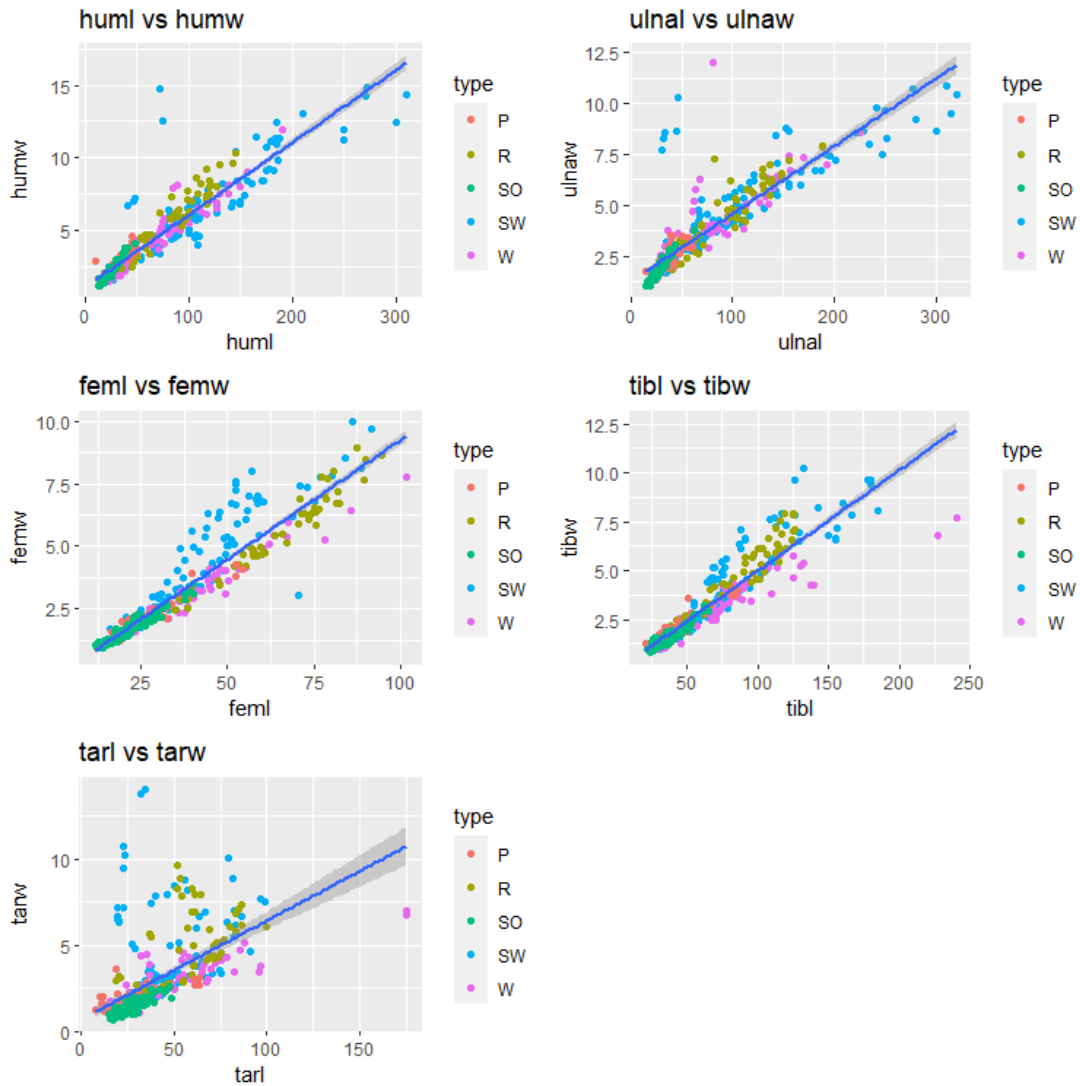 huml vs humw
15
10
5
humw
0 100 200 300
huml
type
P
R
SO
SW
W
ulnal vs ulnaw
12.5
10.0
7.5
5.0
2.5
ulnaw
0 100 200 300
ulnal
type
P
R
SO
SW
W
feml vs femw
10.0
7.5
5.0
2.5
femw
25 50 75 100
feml
type
P
R
SO
SW
W
tibl vs tibw
12.5
10.0
7.5
5.0
2.5
tibw
50 100 150 200 250
tibl
type
P
R
SO
SW
W
tarl vs tarw
10
5
0
tarw
0 50 100 150
tarl
type
P
R
SO
SW
W